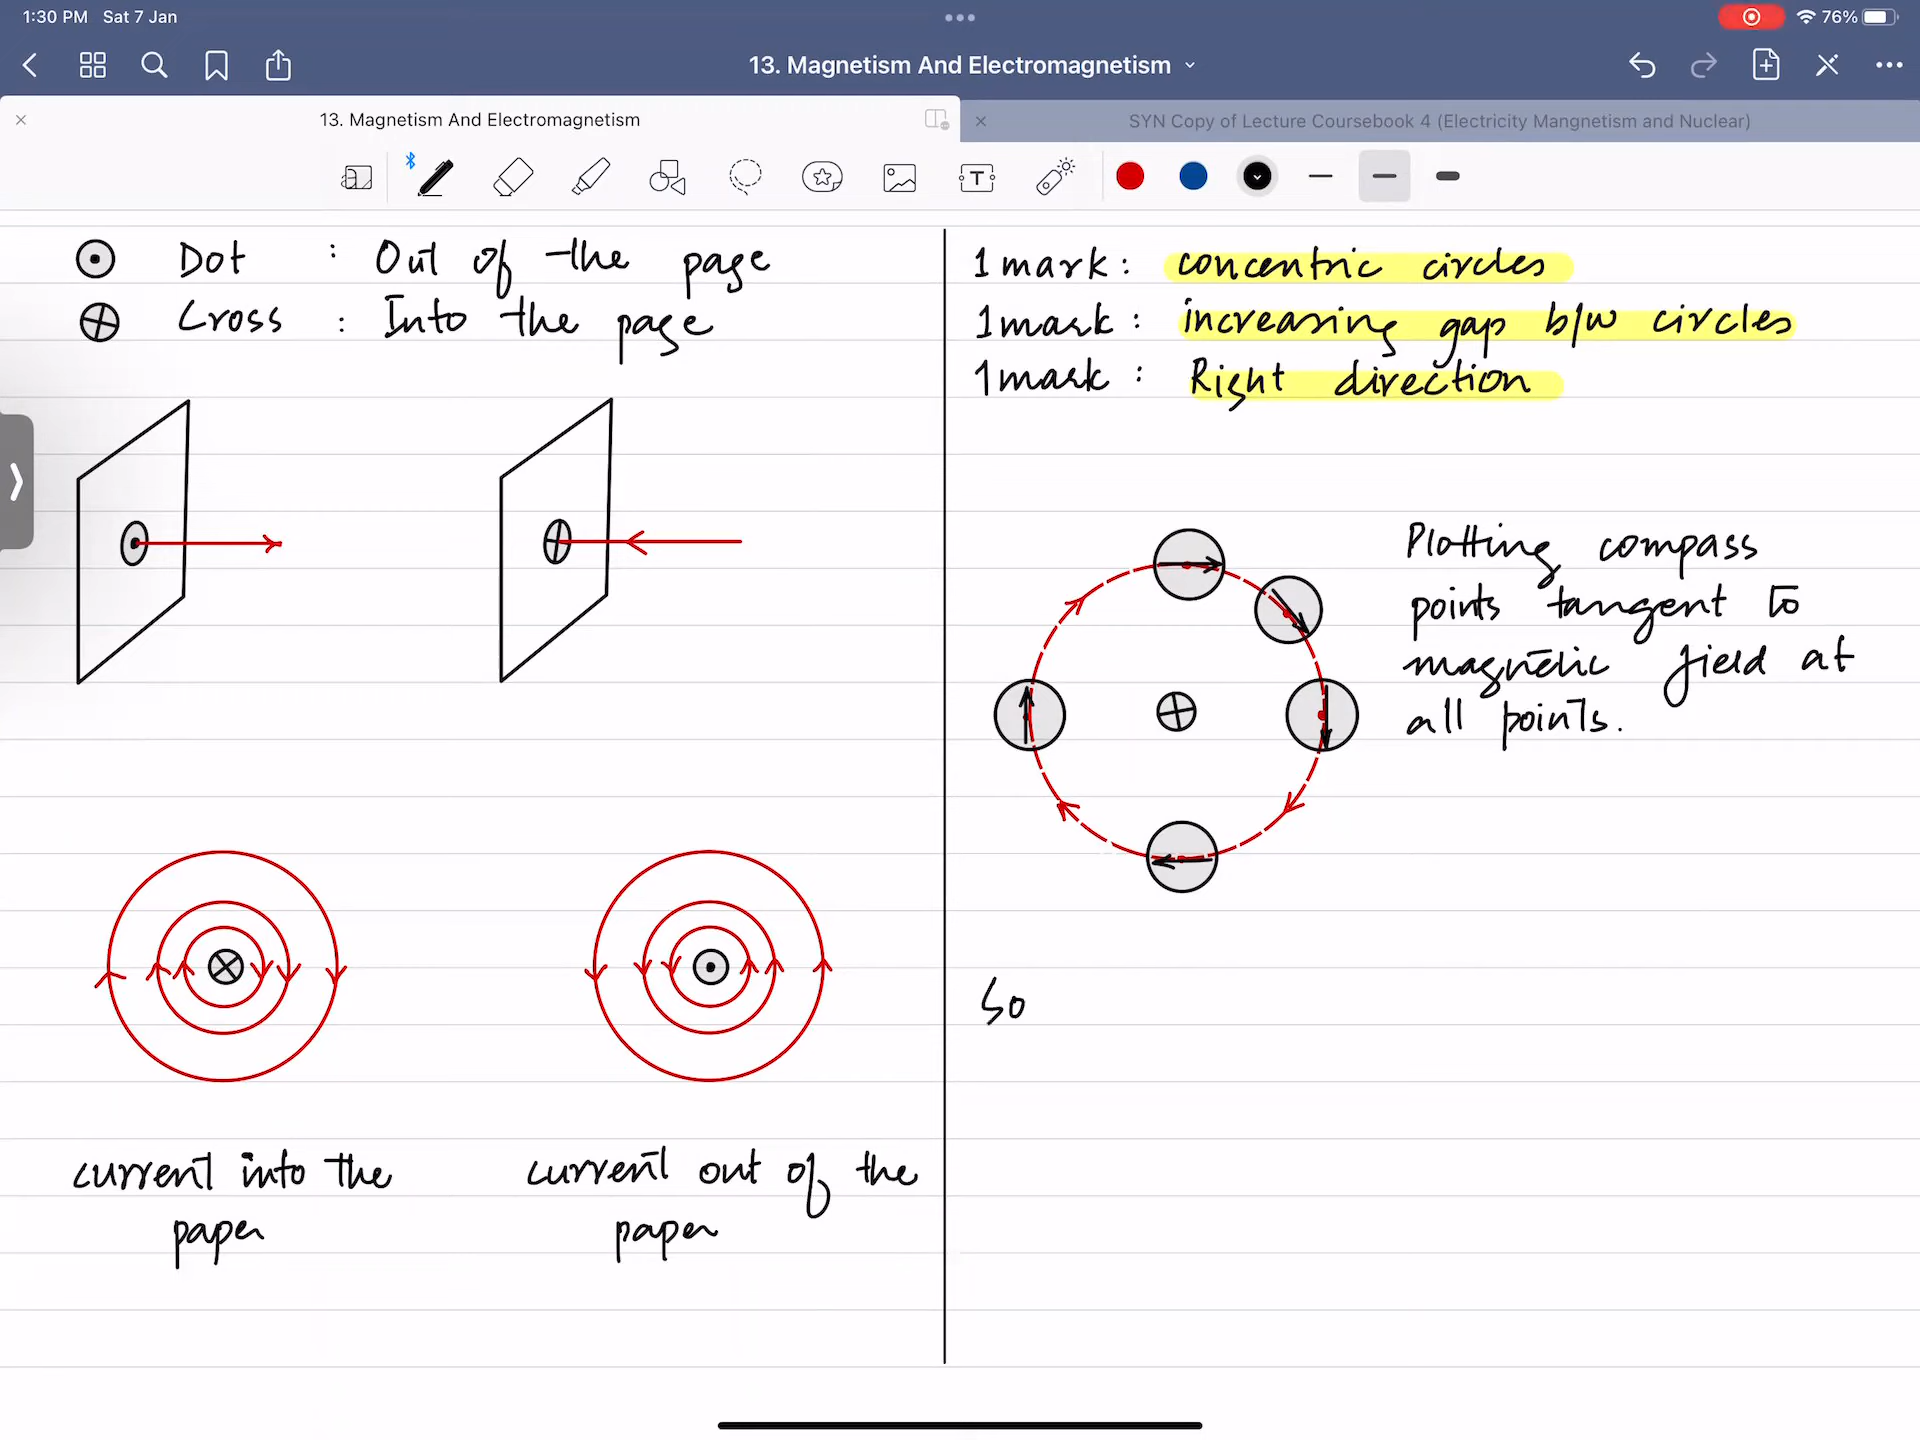 1:30 PM Sat 7 Jan
76%
13. Magnetism And Electromagnetism
13. Magnetism And Electromagnetism
SYN Copy of Lecture Coursebook 4 (Electricity Mangnetism and Nuclear)
Dot : Out of the page
Cross : Into the page
current into the
paper
current out of the
paper
1 mark: concentric circles
1 mark: increasing gap b/w circles
1 mark: Right direction
Plotting compass
points tangent to
magnetic field at
all points.
So